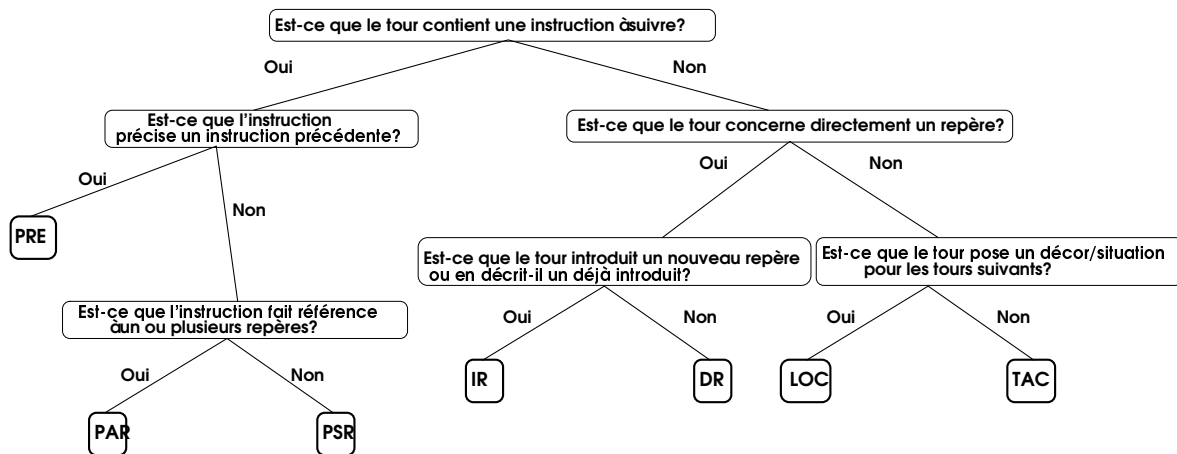 Est-ce que le tour contient une instruction àsuivre?
Oui
Non
Est-ce que l'instruction
précise un instruction précédente?
Est-ce que le tour concerne directement un repère?
Oui
Non
Oui
Non
PRE
Est-ce que le tour introduit un nouveau repère
ou en décrit-il un déjà introduit?
Est-ce que le tour pose un décor/situation
pour les tours suivants?
Est-ce que l'instruction fait référence
àun ou plusieurs repères?
Oui
Non
Oui
Non
Oui
Non
IR
DR
LOC
TAC
PAR
PSR